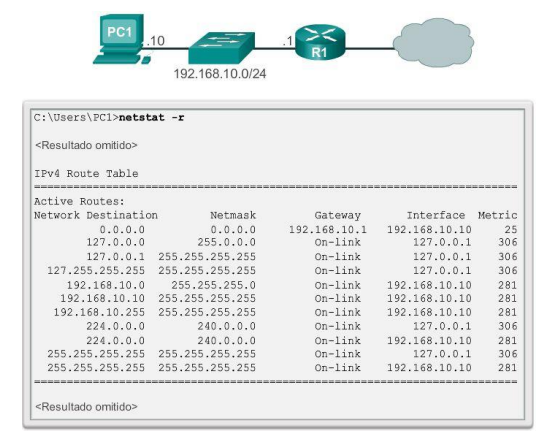 PC1
.10
.1
R1
192.168.10.0/24
C:\Users\PC1>netstat -r
<Resultado omitido>
IPv4 Route Table
===========================================================================
Active Routes:
Network Destination Netmask Gateway Interface Metric
0.0.0.0 0.0.0.0 192.168.10.1 192.168.10.10 25
127.0.0.0 255.0.0.0 On-link 127.0.0.1 306
127.0.0.1 255.255.255.255 On-link 127.0.0.1 306
127.255.255.255 255.255.255.255 On-link 127.0.0.1 306
192.168.10.0 255.255.255.0 On-link 192.168.10.10 281
192.168.10.10 255.255.255.255 On-link 192.168.10.10 281
192.168.10.255 255.255.255.255 On-link 192.168.10.10 281
224.0.0.0 240.0.0.0 On-link 127.0.0.1 306
224.0.0.0 240.0.0.0 On-link 192.168.10.10 281
255.255.255.255 255.255.255.255 On-link 127.0.0.1 306
255.255.255.255 255.255.255.255 On-link 192.168.10.10 281
===========================================================================
<Resultado omitido>